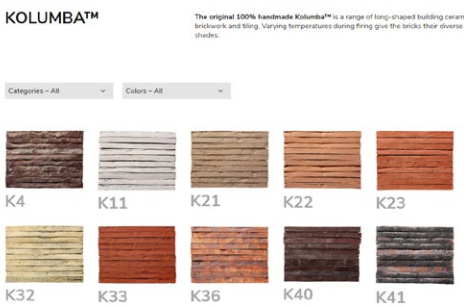 KOLUMBA™
The original 100% handmade Kolumba™ is a range of long-shaped building ceram
brickwork and tiling. Varying temperatures during firing give the bricks their diverse
shades.
Categories – All
Colors – All
K4
K11
K21
K22
K23
K32
K33
K36
K40
K41